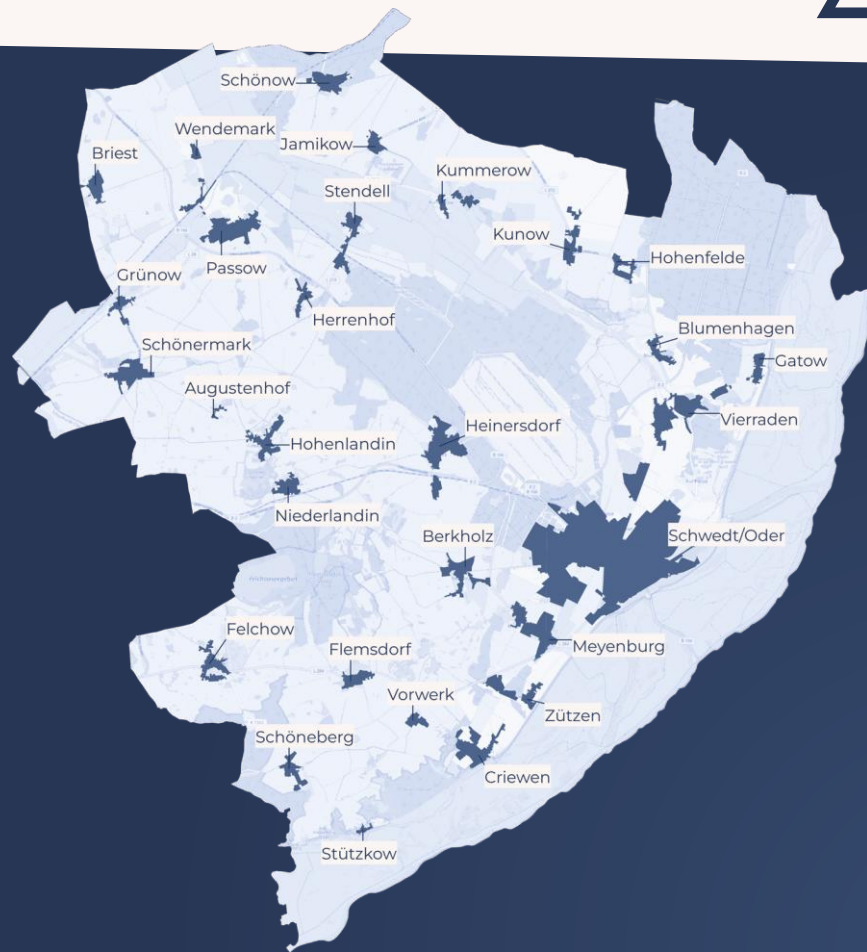 Schönow
Wendemark
Jamikow
Briest
Kummerow
Stendell
Kunow
Hohenfelde
Passow
Grünow
Herrenhof
Blumenhagen
Schönermark
Gatow
Augustenhof
Vierraden
Heinersdorf
Hohenlandin
Niederlandin
Berkholz
Schwedt/Oder
Felchow
Meyenburg
Flemsdorf
Vorwerk
Zützen
Schöneberg
Criewen
Stützkow